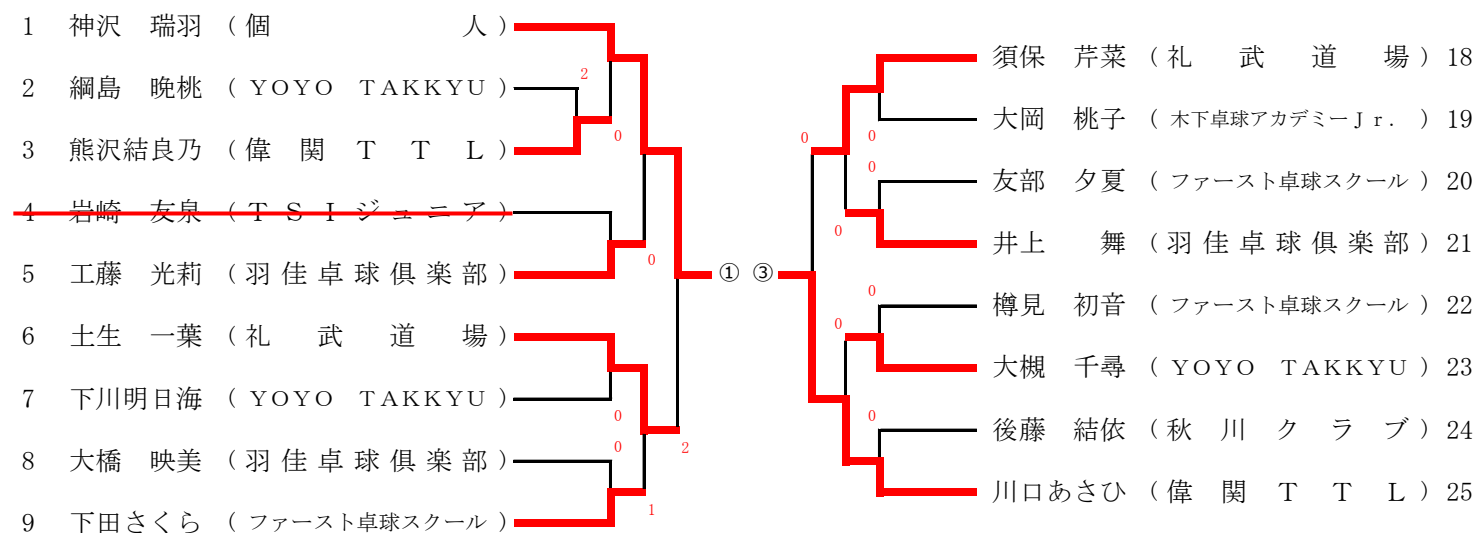 1 神沢 瑞羽 (個 人)
2 綱島 晩桃 (YOYO TAKKYU)
3 熊沢結良乃 (偉関TTL)
4 岩崎 友泉 (TSIジュニア)
5 工藤 光莉 (羽佳卓球倶楽部)
6 土生 一葉 (礼武道場)
7 下川明日海 (YOYO TAKKYU)
8 大橋 映美 (羽佳卓球倶楽部)
9 下田さくら (ファースト卓球スクール)
2
0
0
0
0
2
1
① ③
須保 芹菜 (礼武道場) 18
大岡 桃子 (木下卓球アカデミーJr.) 19
友部 夕夏 (ファースト卓球スクール) 20
井上 舞 (羽佳卓球倶楽部) 21
樽見 初音 (ファースト卓球スクール) 22
大槻 千尋 (YOYO TAKKYU) 23
後藤 結依 (秋川クラブ) 24
川口あさひ (偉関TTL) 25
0
0
0
0
0
0
0